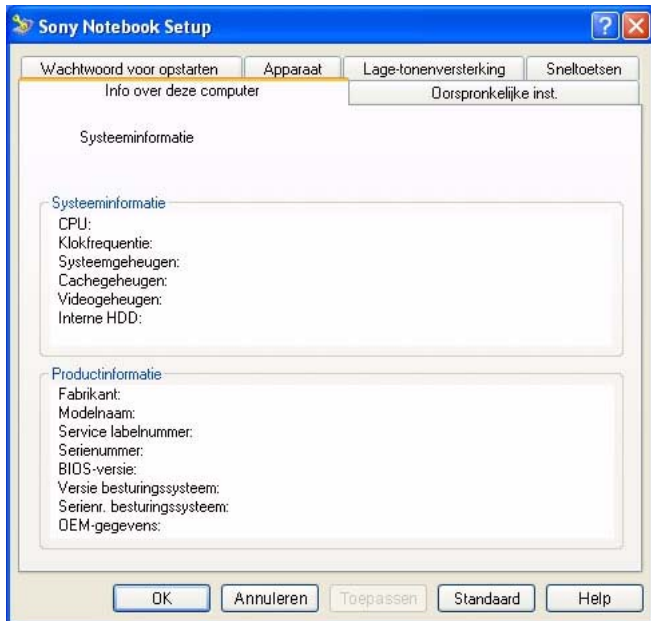 Sony Notebook Setup
Wachtwoord voor opstarten Apparaat Lage-tonenversterking Sneltoetsen
Info over deze computer Oorspronkelijke inst.
Systeeminformatie
Systeeminformatie
CPU:
Klokfrequentie:
Systeemgeheugen:
Cachegeheugen:
Videogeheugen:
Interne HDD:
Productinformatie
Fabrikant:
Modelnaam:
Service labelnummer:
Serienummer:
BIOS-versie:
Versie besturingssysteem:
Serienr. besturingssysteem:
OEM-gegevens:
OK Annuleren Toepassen Standaard Help